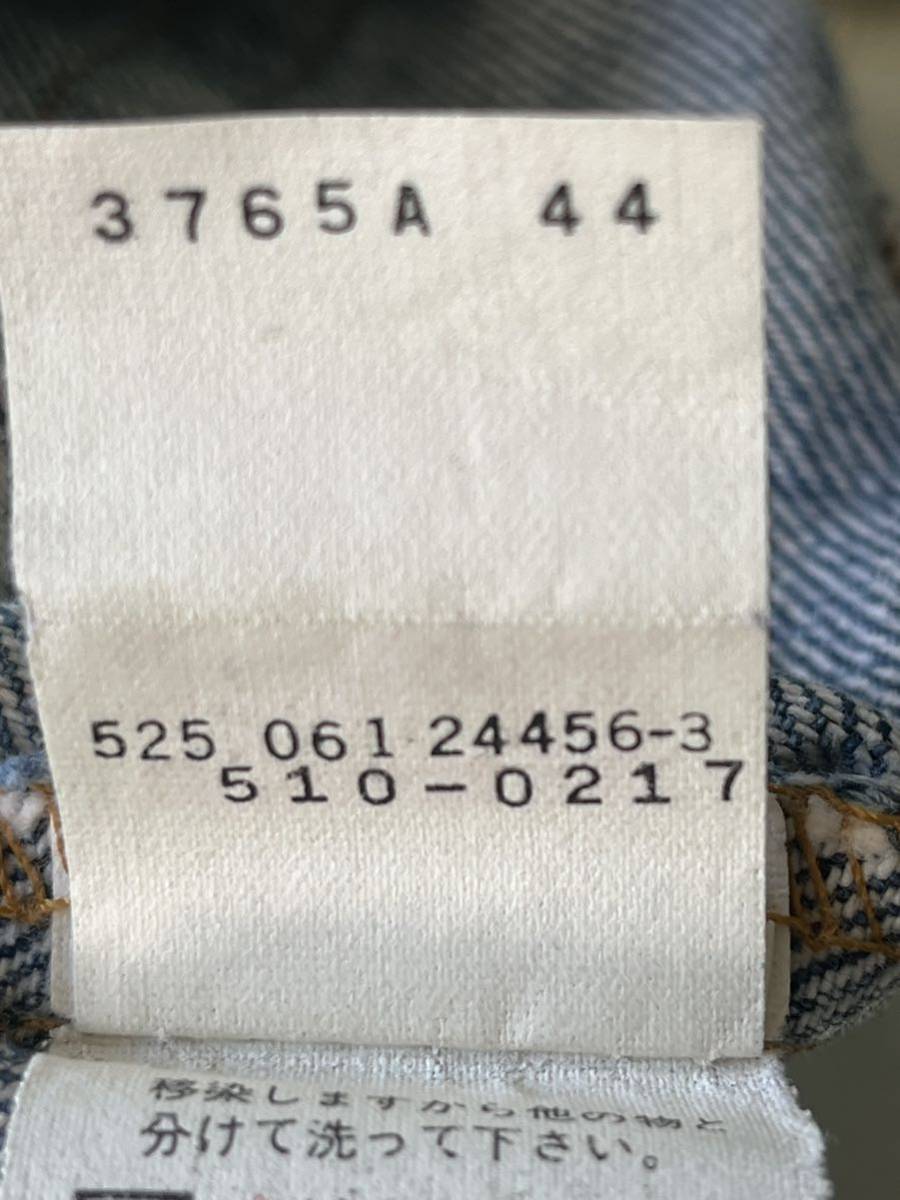 3765A 44
525 061 24456-3
510-0217
移染しますから他の物と
分けて洗って下さい。